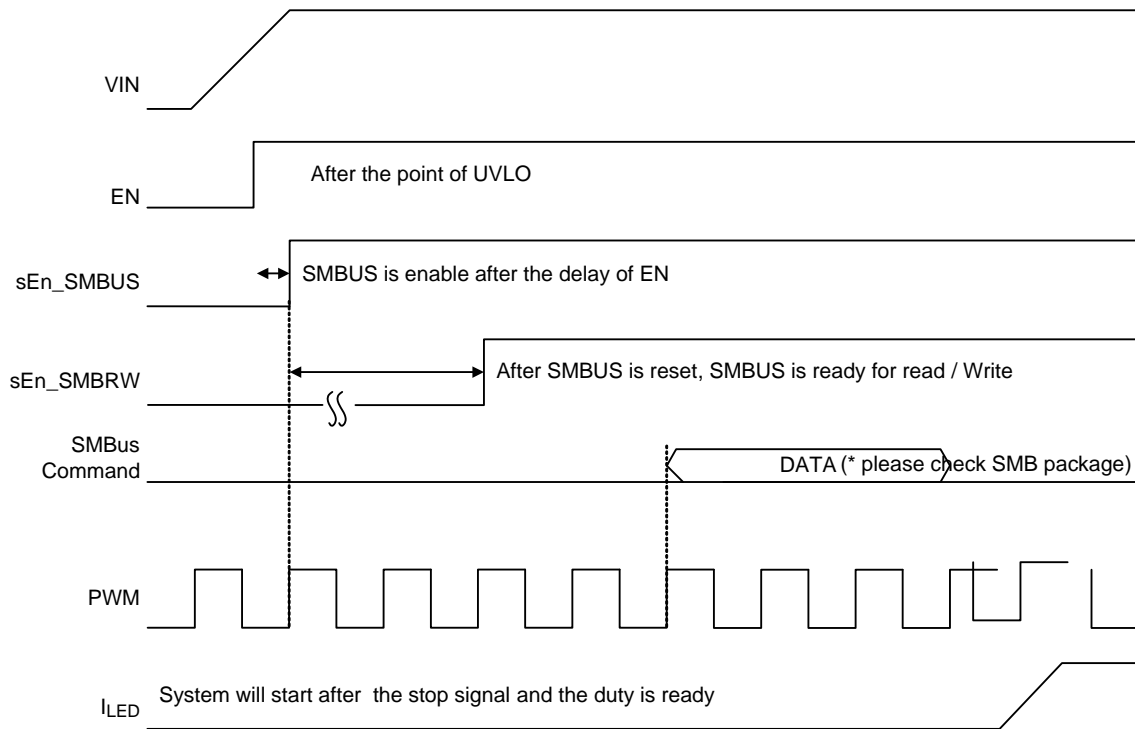 VIN
After the point of UVLO
EN
SMBUS is enable after the delay of EN
sEn_SMBUS
After SMBUS is reset, SMBUS is ready for read / Write
sEn_SMBRW
SMBus
Command
DATA (* please check SMB package)
PWM
System will start after the stop signal and the duty is ready
ILED